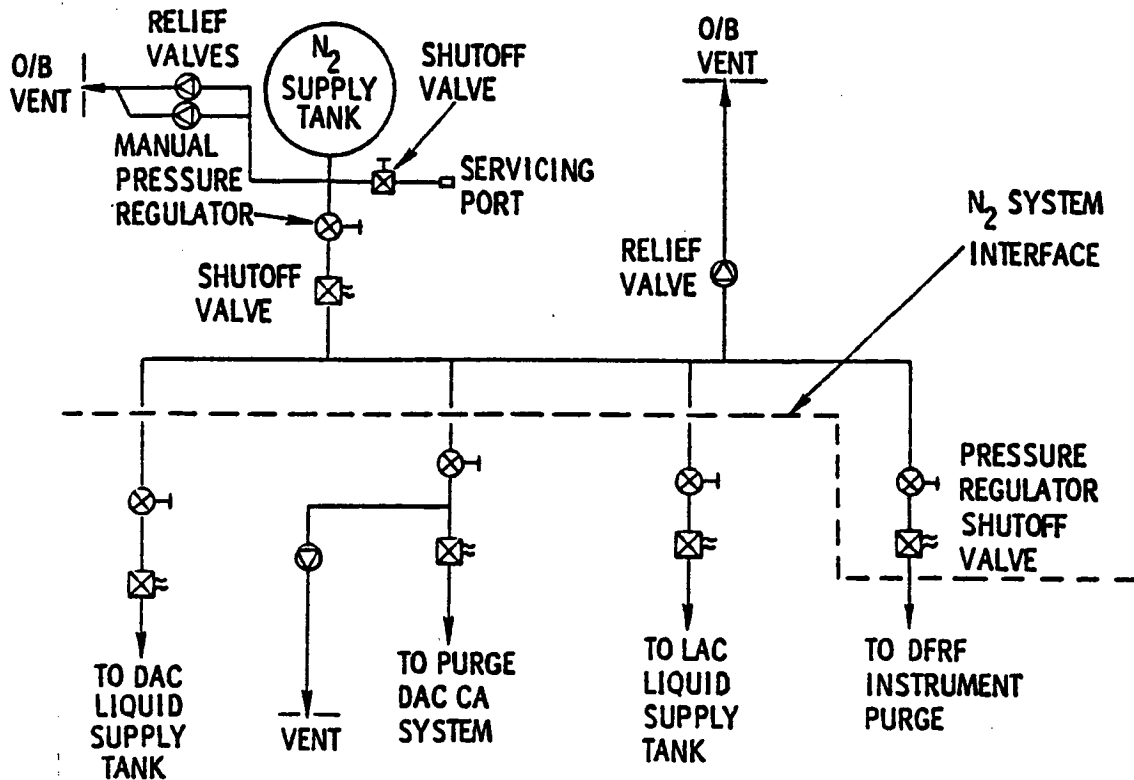 RELIEF
VALVES
O/B
VENT
N2
SUPPLY
TANK
SHUTOFF
VALVE
O/B
VENT
MANUAL
PRESSURE
REGULATOR
SERVICING
PORT
N2 SYSTEM
INTERFACE
SHUTOFF
VALVE
RELIEF
VALVE
PRESSURE
REGULATOR
SHUTOFF
VALVE
TO DAC
LIQUID
SUPPLY
TANK
VENT
TO PURGE
DAC CA
SYSTEM
TO LAC
LIQUID
SUPPLY
TANK
TO DFRF
INSTRUMENT
PURGE